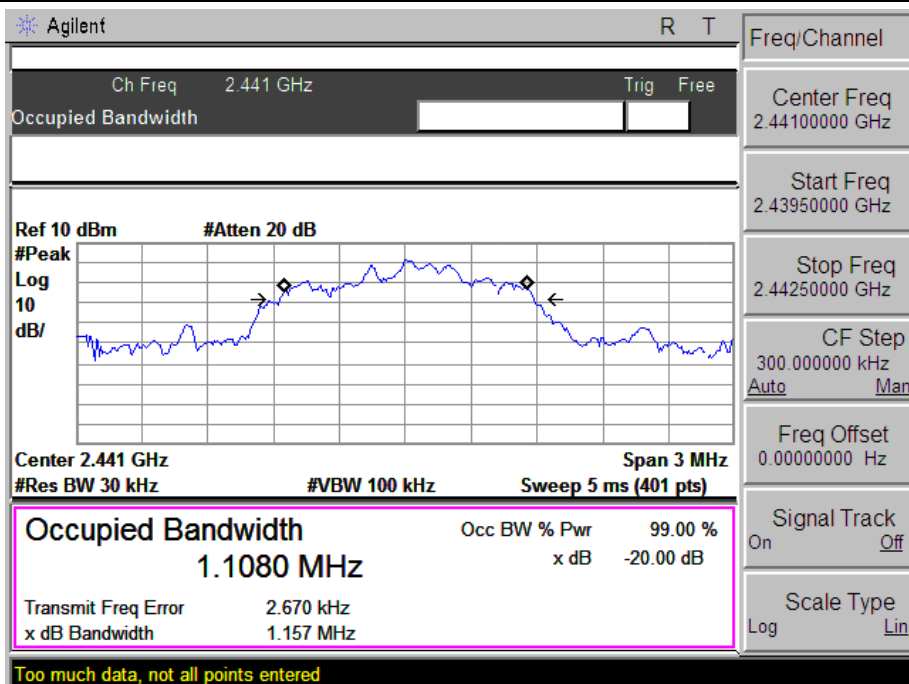 Agilent R T
Ch Freq 2.441 GHz Trig Free
Occupied Bandwidth
Ref 10 dBm #Atten 20 dB
#Peak
Log
10
dB/
Center 2.441 GHz Span 3 MHz
#Res BW 30 kHz #VBW 100 kHz Sweep 5 ms (401 pts)
Occupied Bandwidth Occ BW % Pwr 99.00 %
1.1080 MHz x dB -20.00 dB
Transmit Freq Error 2.670 kHz
x dB Bandwidth 1.157 MHz
Too much data, not all points entered
Freq/Channel
Center Freq
2.44100000 GHz
Start Freq
2.43950000 GHz
Stop Freq
2.44250000 GHz
CF Step
300.000000 kHz
Auto Man
Freq Offset
0.00000000 Hz
Signal Track
On Off
Scale Type
Log Lin